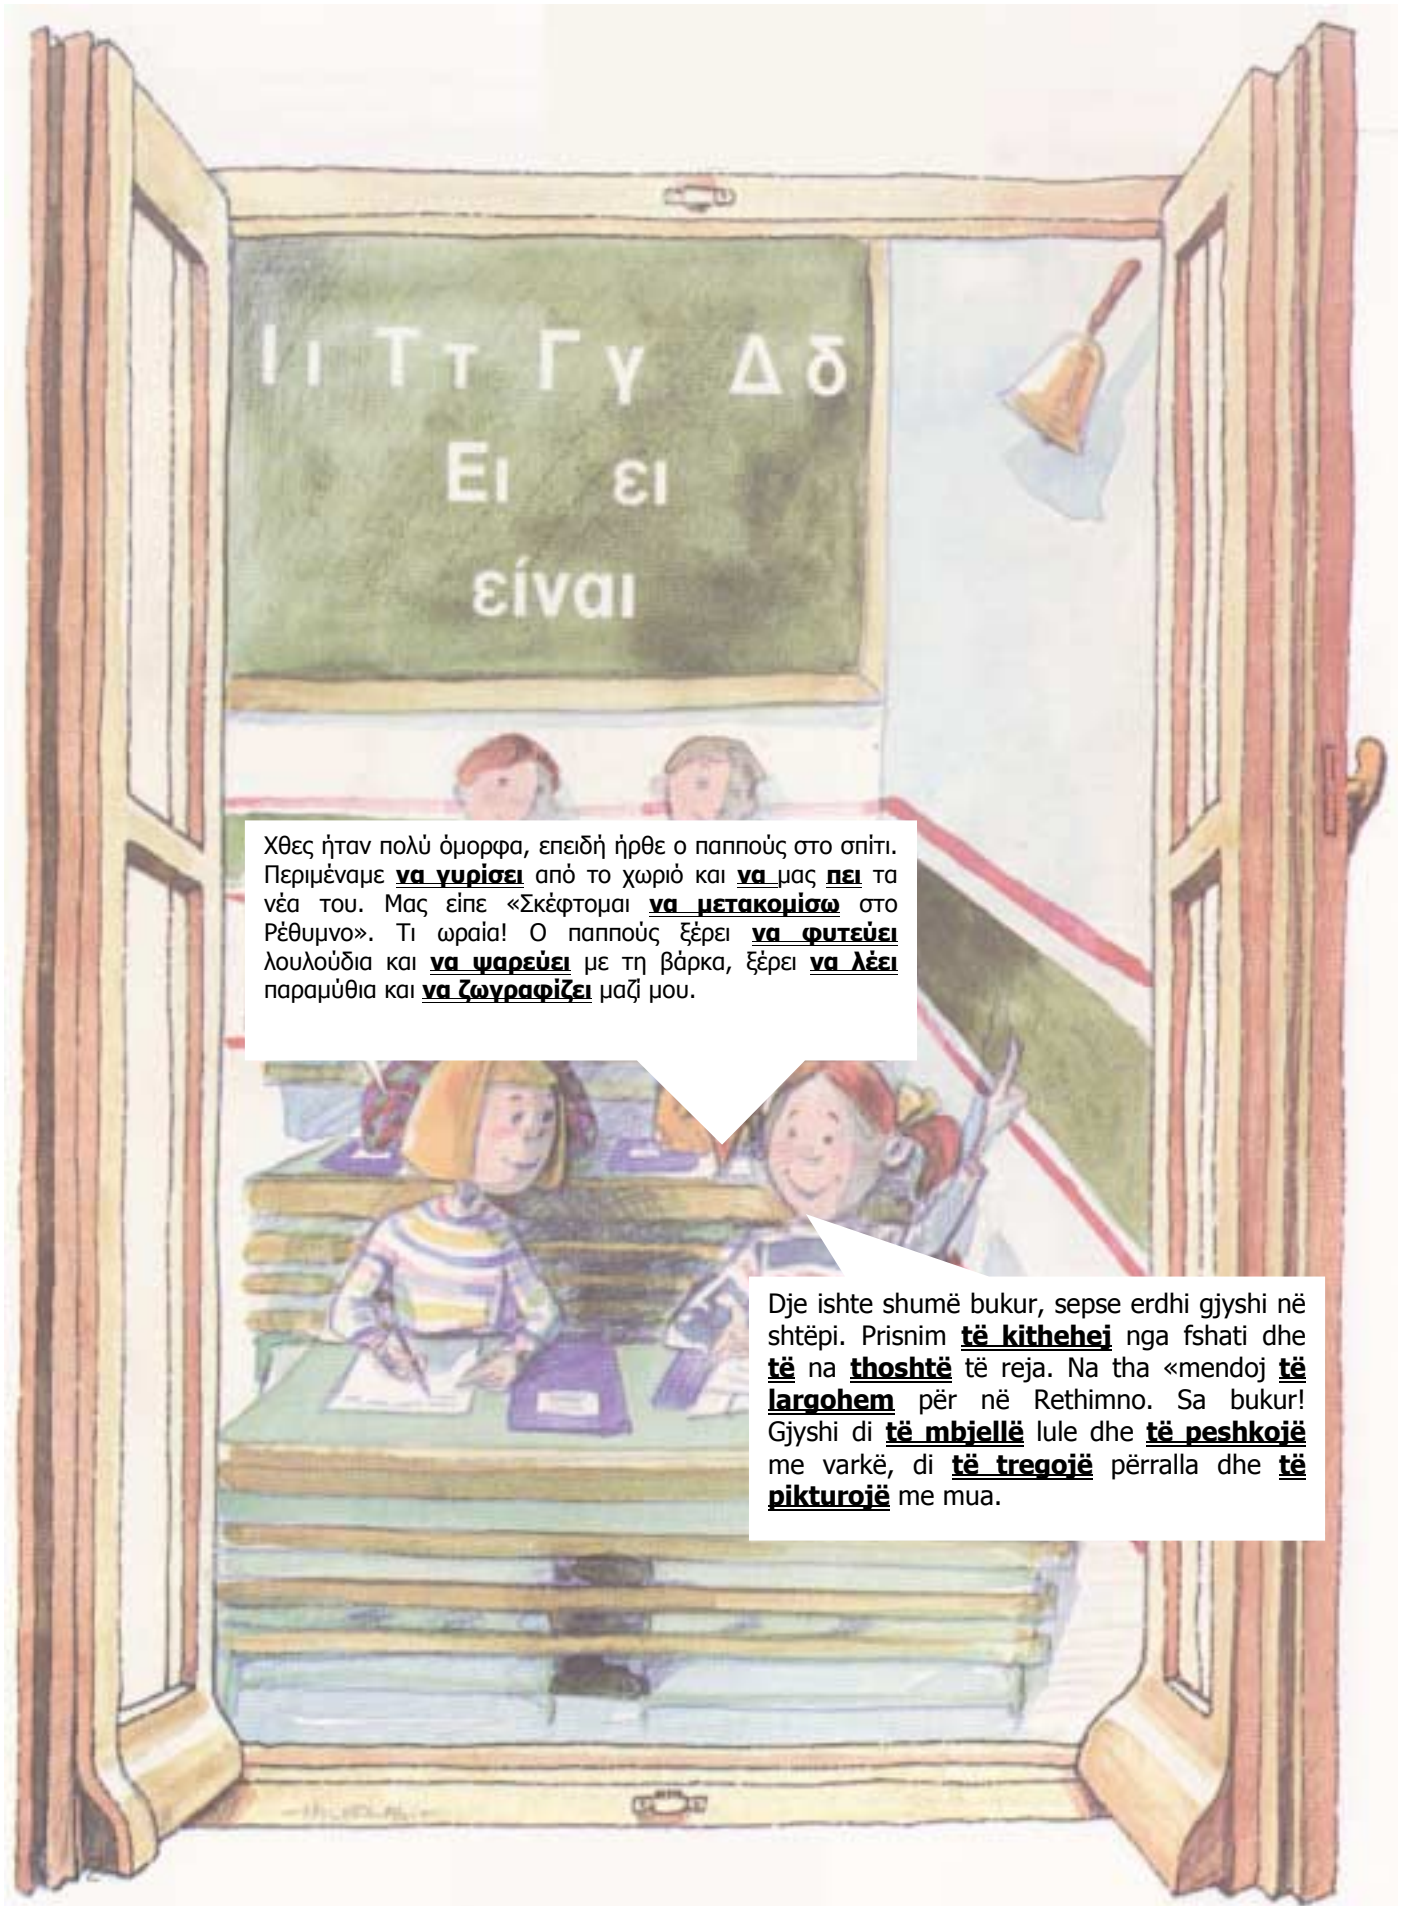 Ιι Ττ Γγ Δδ
Ει ει
είναι
Χθες ήταν πολύ όμορφα, επειδή ήρθε ο παππούς στο σπίτι.
Περιμέναμε να γυρίσει από το χωριό και να μας πει τα
νέα του. Μας είπε «Σκέφτομαι να μετακομίσω στο
Ρέθυμνο». Τι ωραία! Ο παππούς ξέρει να φυτεύει
λουλούδια και να ψαρεύει με τη βάρκα, ξέρει να λέει
παραμύθια και να ζωγραφίζει μαζί μου.
Dje ishte shumë bukur, sepse erdhi gjyshi në
shtëpi. Prisnim të kithehej nga fshati dhe
të na thoshtë të reja. Na tha «mendoj të
largohem për në Rethimno. Sa bukur!
Gjyshi di të mbjellë lule dhe të peshkojë
me varkë, di të tregojë përralla dhe të
pikturojë me mua.